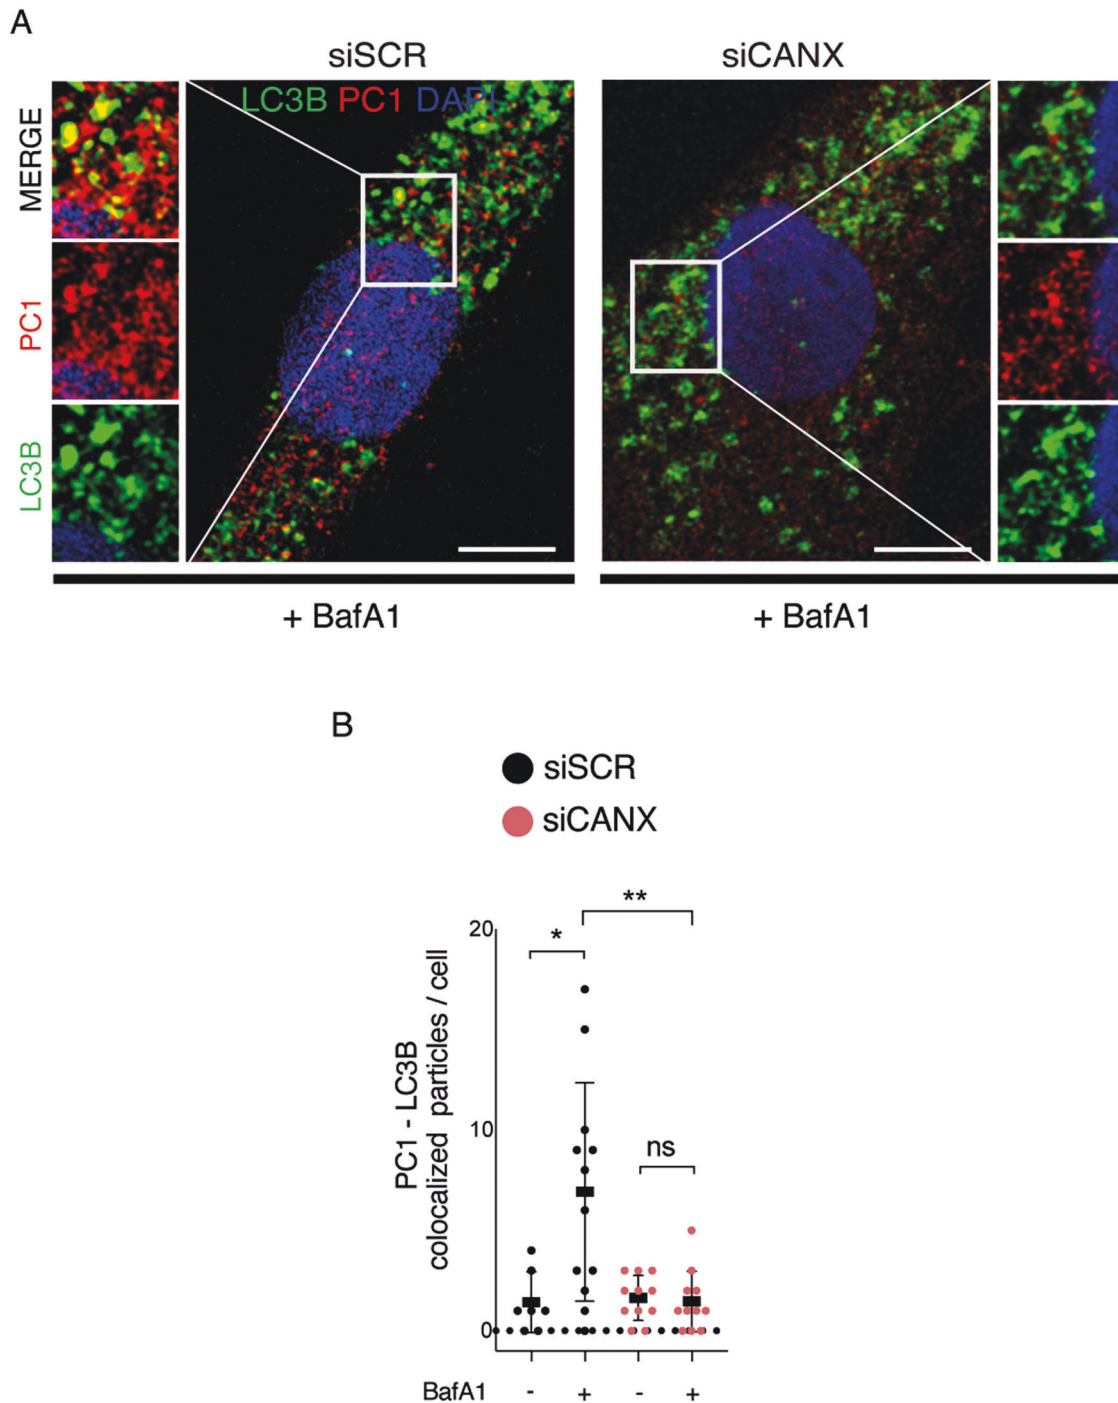 A
siSCR
siCANX
LC3B PC1 DAPI
MERGE
PC1
LC3B
+ BafA1
+ BafA1
B
siSCR
siCANX
**
*
ns
20
10
0
PC1 - LC3B
colocalized particles / cell
BafA1 - + - +